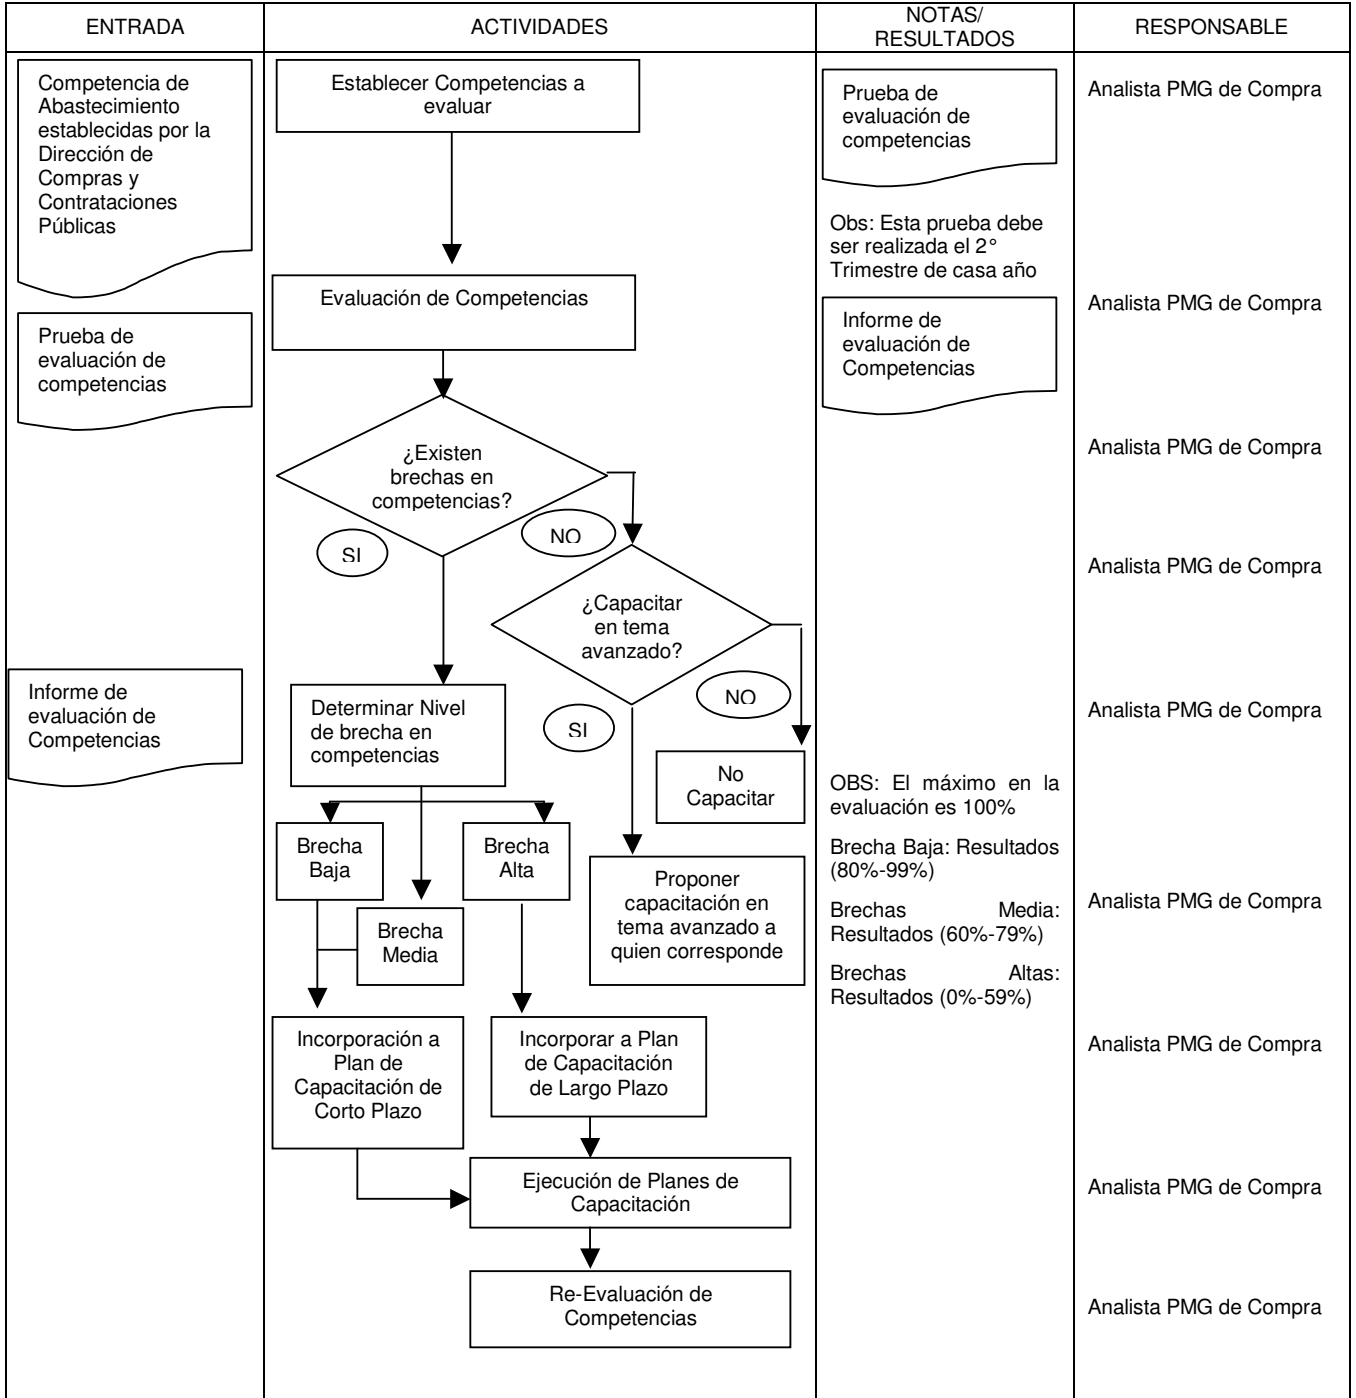 ENTRADA
ACTIVIDADES
NOTAS/
RESULTADOS
RESPONSABLE
Competencia de
Abastecimiento
establecidas por la
Dirección de
Compras y
Contrataciones
Públicas
Establecer Competencias a
evaluar
Prueba de
evaluación de
competencias
Analista PMG de Compra
Obs: Esta prueba debe
ser realizada el 2°
Trimestre de casa año
Prueba de
evaluación de
competencias
Evaluación de Competencias
Informe de
evaluación de
Competencias
Analista PMG de Compra
¿Existen
brechas en
competencias?
SI
NO
Analista PMG de Compra
¿Capacitar
en tema
avanzado?
SI
NO
Analista PMG de Compra
Informe de
evaluación de
Competencias
Determinar Nivel
de brecha en
competencias
Analista PMG de Compra
No
Capacitar
OBS: El máximo en la
evaluación es 100%
Brecha Baja: Resultados
(80%-99%)
Brechas Media:
Resultados (60%-79%)
Brechas Altas:
Resultados (0%-59%)
Brecha
Baja
Brecha
Alta
Brecha
Media
Proponer
capacitación en
tema avanzado a
quien corresponde
Analista PMG de Compra
Incorporación a
Plan de
Capacitación de
Corto Plazo
Incorporar a Plan
de Capacitación
de Largo Plazo
Analista PMG de Compra
Ejecución de Planes de
Capacitación
Analista PMG de Compra
Re-Evaluación de
Competencias
Analista PMG de Compra